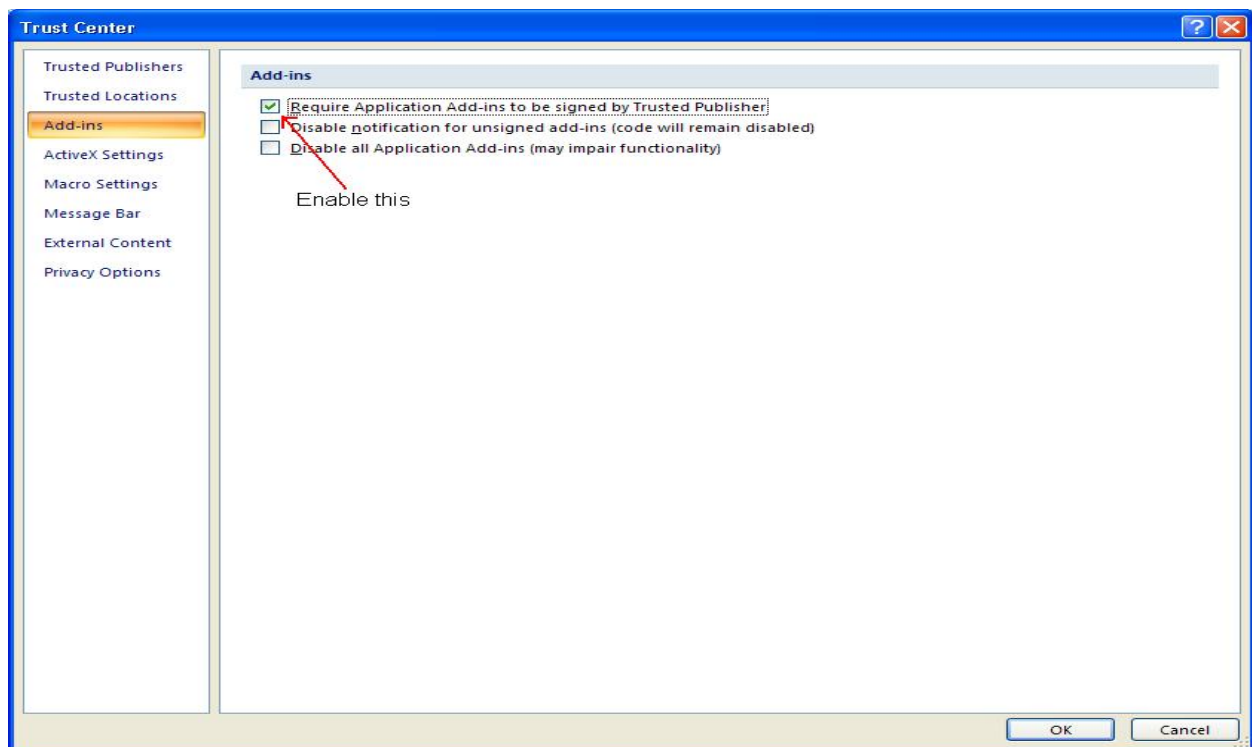 Trust Center
Trusted Publishers
Trusted Locations
Add-ins
ActiveX Settings
Macro Settings
Message Bar
External Content
Privacy Options
Add-ins
Require Application Add-ins to be signed by Trusted Publisher
Disable notification for unsigned add-ins (code will remain disabled)
Disable all Application Add-ins (may impair functionality)
Enable this
OK
Cancel